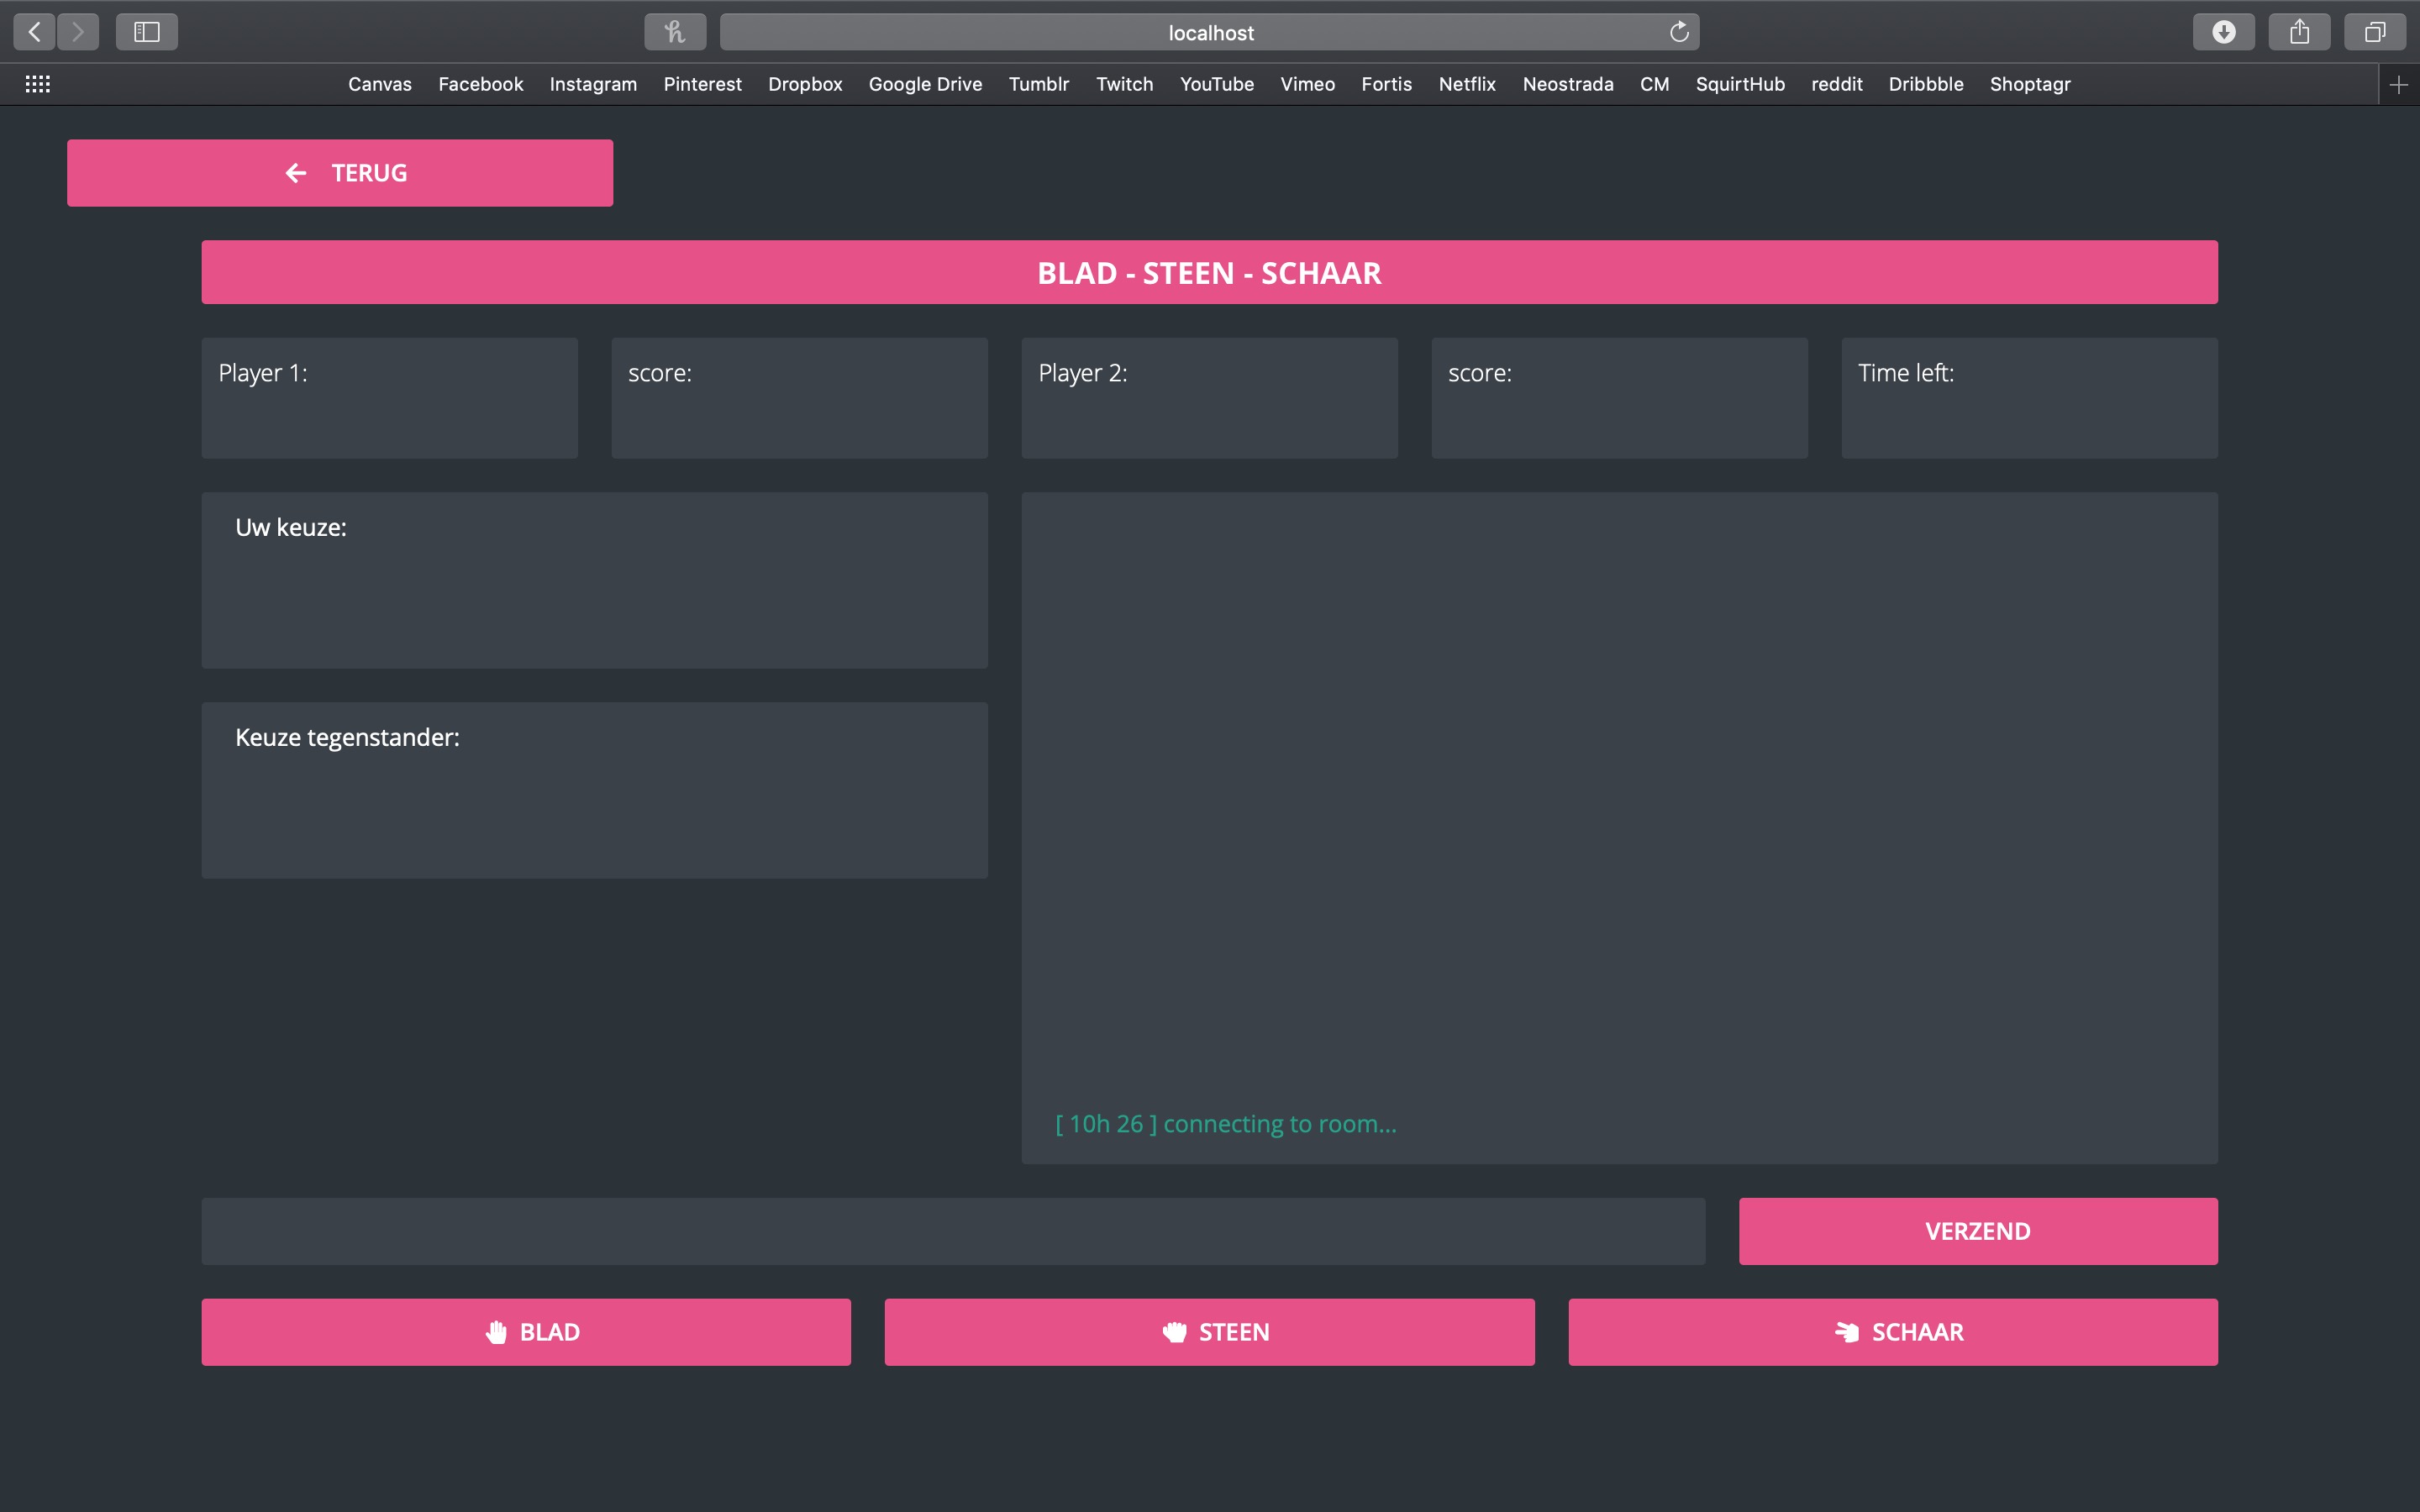 localhost
Canvas Facebook Instagram Pinterest Dropbox Google Drive Tumblr Twitch YouTube Vimeo Fortis Netflix Neostrada CM SquirtHub reddit Dribbble Shoptagr
TERUG
BLAD - STEEN - SCHAAR
Player 1: score: Player 2: score: Time left:
Uw keuze:
Keuze tegenstander:
[ 10h 26 ] connecting to room...
VERZEND
BLAD STEEN SCHAAR